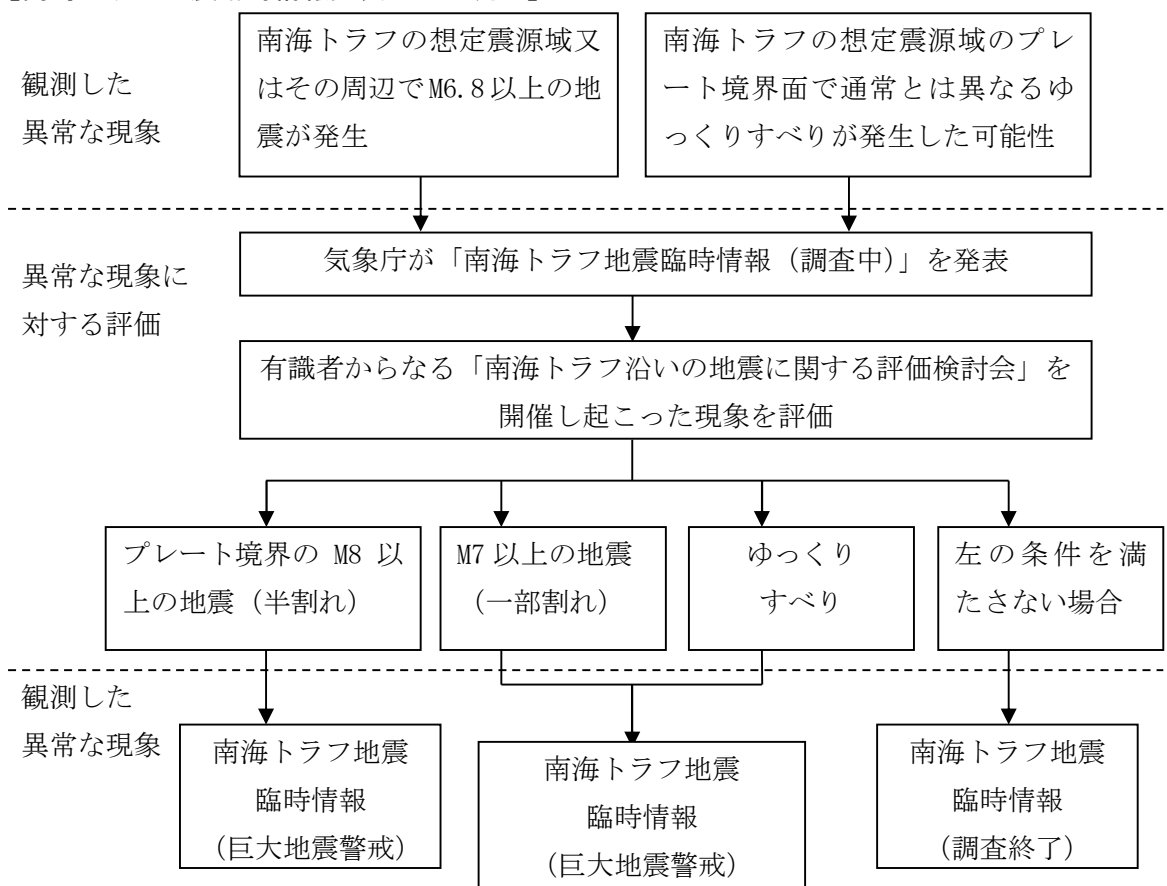 南海トラフの想定震源域又
はその周辺でM6.8以上の地
震が発生
南海トラフの想定震源域のプレ
ート境界面で通常とは異なるゆ
っくりすべりが発生した可能性
観測した
異常な現象
気象庁が「南海トラフ地震臨時情報（調査中）」を発表
異常な現象に
対する評価
有識者からなる「南海トラフ沿いの地震に関する評価検討会」を
開催し起こった現象を評価
プレート境界の M8 以
上の地震（半割れ）
M7 以上の地震
（一部割れ）
ゆっくり
すべり
左の条件を満
たさない場合
観測した
異常な現象
南海トラフ地震
臨時情報
（巨大地震警戒）
南海トラフ地震
臨時情報
（巨大地震警戒）
南海トラフ地震
臨時情報
（調査終了）